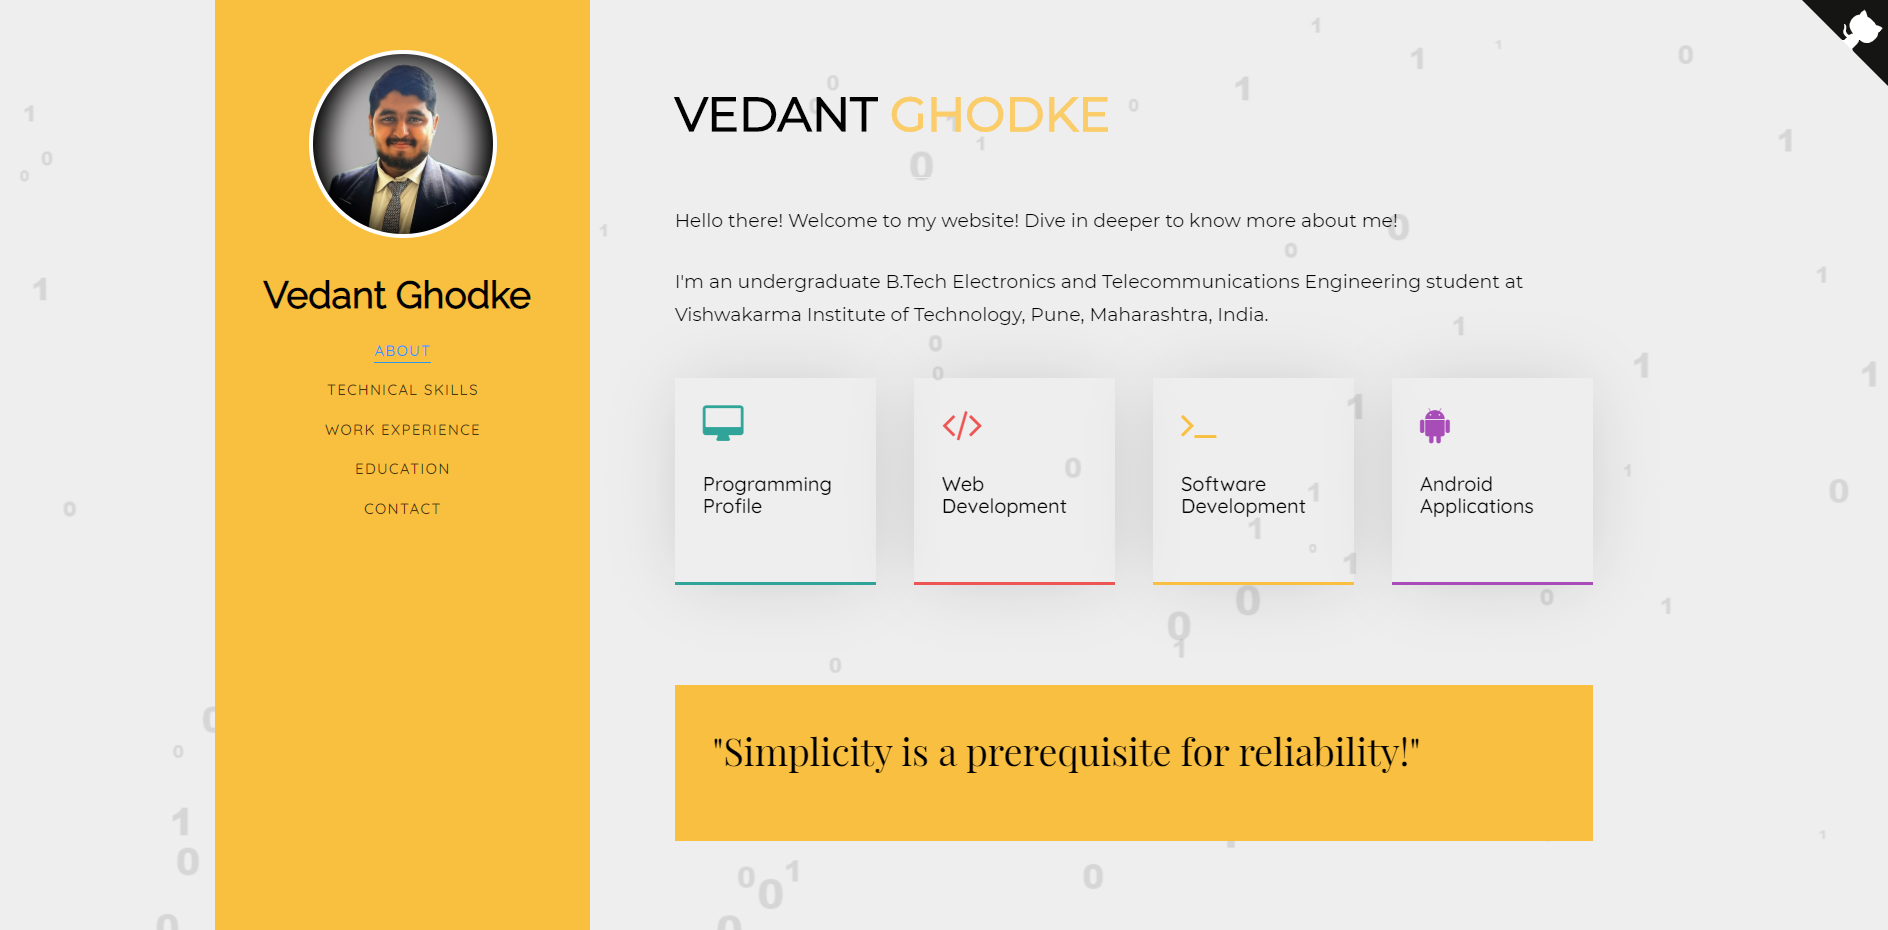 Vedant Ghodke
ABOUT
TECHNICAL SKILLS
WORK EXPERIENCE
EDUCATION
CONTACT
VEDANT GHODKE
Hello there! Welcome to my website! Dive in deeper to know more about me!
I'm an undergraduate B.Tech Electronics and Telecommunications Engineering student at
Vishwakarma Institute of Technology, Pune, Maharashtra, India.
Programming
Profile
Web
Development
Software
Development
Android
Applications
"Simplicity is a prerequisite for reliability!"